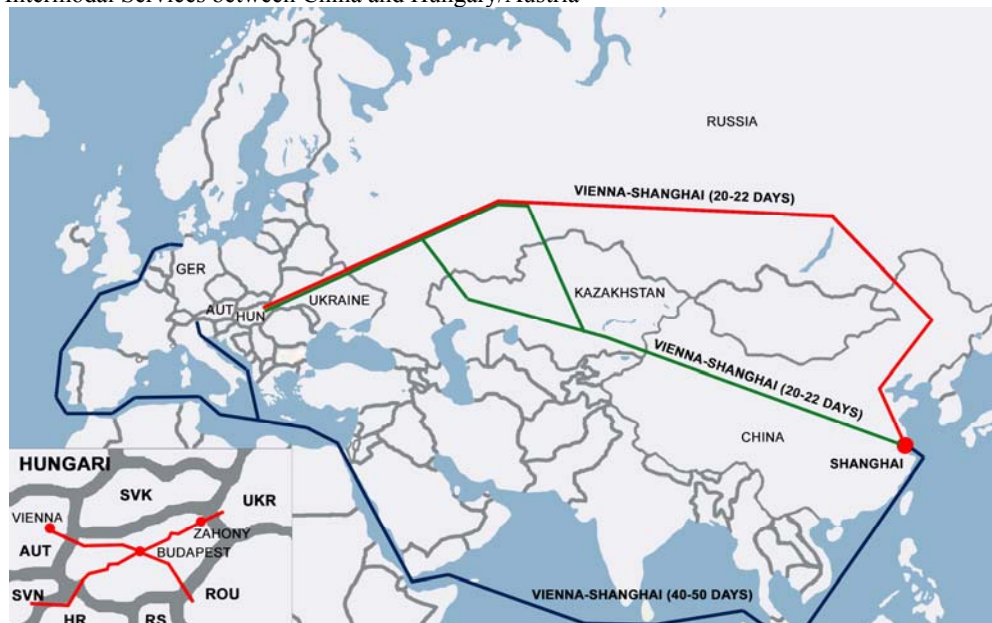 Intermodal Services between China and Hungary/Austria
RUSSIA
VIENNA-SHANGHAI (20-22 DAYS)
GER
KAZAKHSTAN
UKRAINE
AUT
HUN
VIENNA-SHANGHAI (20-22 DAYS)
CHINA
SHANGHAI
HUNGARI
SVK
UKR
VIENNA
ZAHONY
AUT
BUDAPEST
SVN
ROU
VIENNA-SHANGHAI (40-50 DAYS)
HR
RS